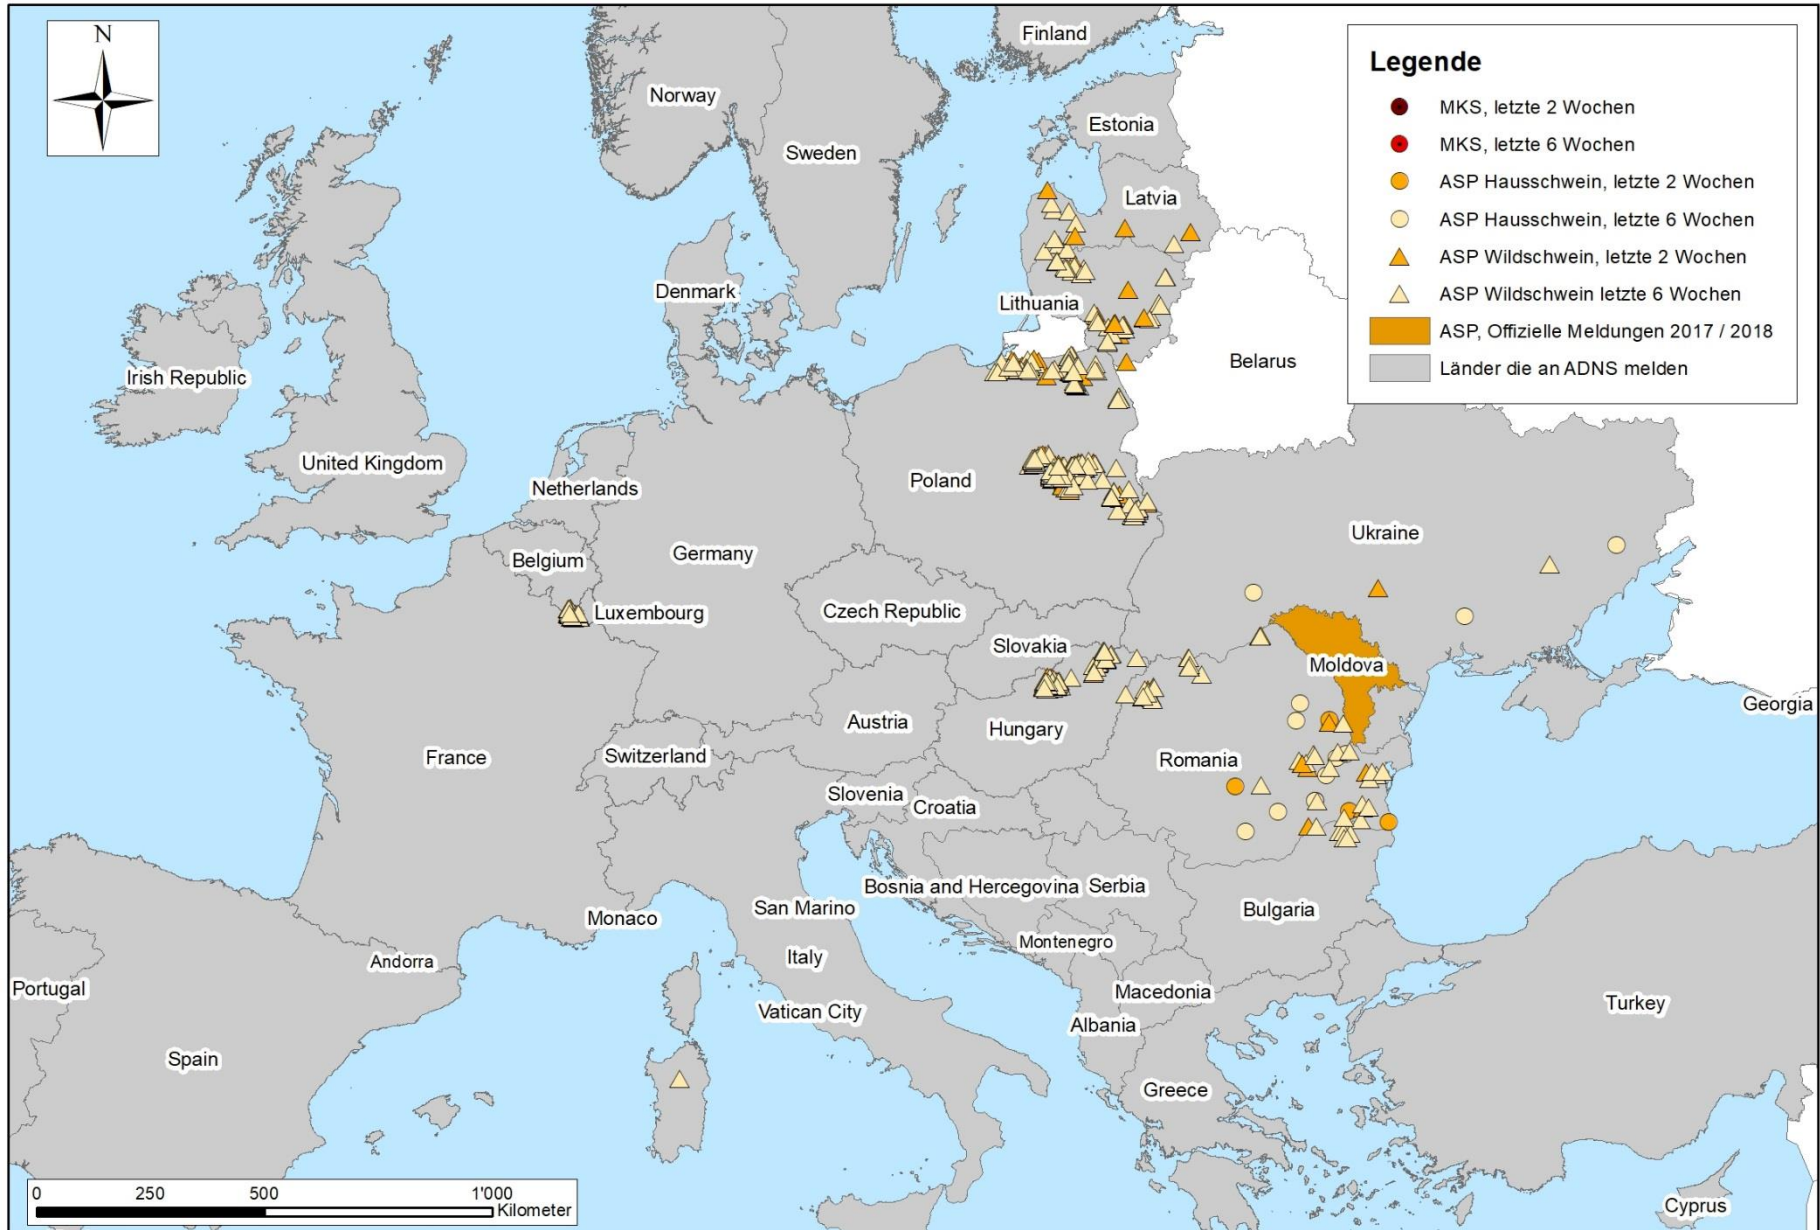 N
Legende
MKS, letzte 2 Wochen
MKS, letzte 6 Wochen
ASP Hausschwein, letzte 2 Wochen
ASP Hausschwein, letzte 6 Wochen
ASP Wildschwein, letzte 2 Wochen
ASP Wildschwein letzte 6 Wochen
ASP, Offizielle Meldungen 2017 / 2018
Länder die an ADNS melden
Finland
Norway
Estonia
Sweden
Latvia
Denmark
Lithuania
Belarus
Irish Republic
United Kingdom
Poland
Netherlands
Ukraine
Germany
Belgium
Luxembourg
Czech Republic
Slovakia
Moldova
Georgia
Austria
Hungary
France
Switzerland
Romania
Slovenia
Croatia
Bosnia and Hercegovina
Serbia
San Marino
Bulgaria
Monaco
Montenegro
Italy
Andorra
Portugal
Macedonia
Turkey
Vatican City
Albania
Spain
Greece
Cyprus
0 250 500 1'000
Kilometer